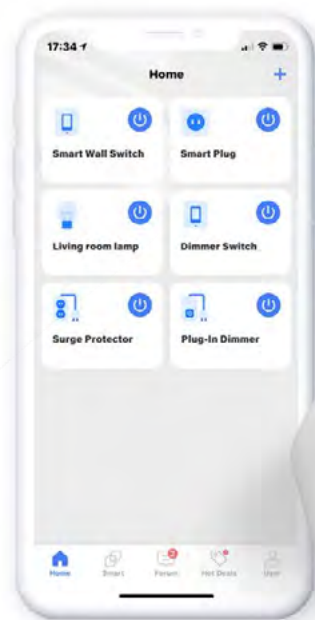 17:34
Home
+
Smart Wall Switch
Smart Plug
Living room lamp
Dimmer Switch
Surge Protector
Plug-In Dimmer
2
Home
Smart
Forum
Hot Deals
User